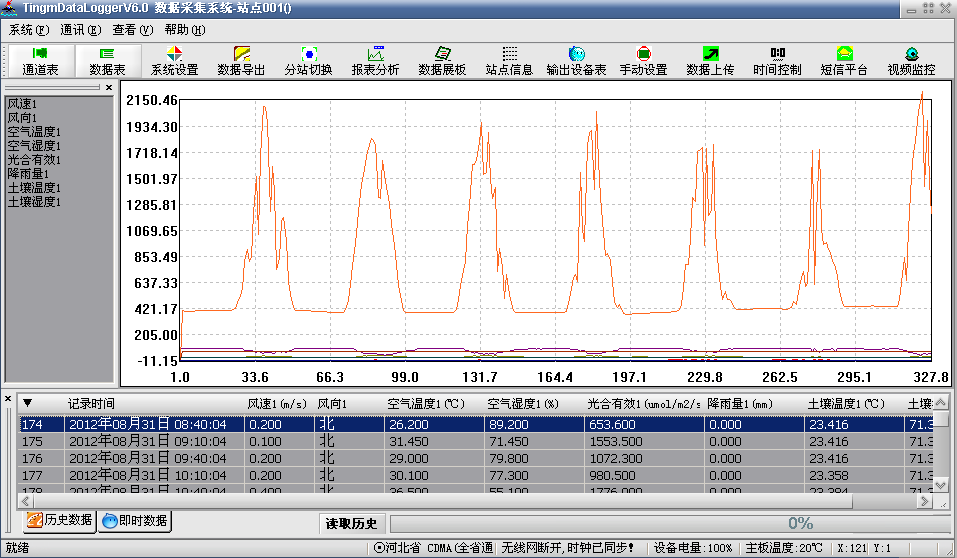 TingmDataLoggerV6.0 数据采集系统-站点001()
系统(F) 通讯(E) 查看(V) 帮助(H)
通道表 数据表 系统设置 数据导出 分站切换 报表分析 数据展板 站点信息 输出设备表 手动设置 数据上传 时间控制 短信平台 视频监控
风速1
风向1
空气温度1
空气湿度1
光合有效1
降雨量1
土壤温度1
土壤湿度1
2150.46
1934.30
1718.14
1501.97
1285.81
1069.65
853.49
637.33
421.17
205.00
-11.15
1.0 33.6 66.3 99.0 131.7 164.4 197.1 229.8 262.5 295.1 327.8
▼ 记录时间 风速1(m/s) 风向1 空气温度1(℃) 空气湿度1(%) 光合有效1(umol/m2/s 降雨量1(mm) 土壤温度1(℃) 土壤
174 2012年08月31日 08:40:04 0.200 北 26.200 89.200 653.600 0.000 23.416 71.3
175 2012年08月31日 09:10:04 0.100 北 31.450 71.450 1553.500 0.000 23.416 71.3
176 2012年08月31日 09:40:04 0.200 北 29.000 79.800 1072.300 0.000 23.416 71.3
177 2012年08月31日 10:10:04 0.200 北 30.100 77.300 980.500 0.000 23.358 71.3
178 2012年08月31日 10:40:04 0.400 北 36.500 55.100 1776.000 0.000 23.384 71.3
历史数据 即时数据 读取历史 0%
就绪 河北省 CDMA(全省通 无线网断开,时钟已同步! 设备电量:100% 主板温度:20℃ X:121 Y:1